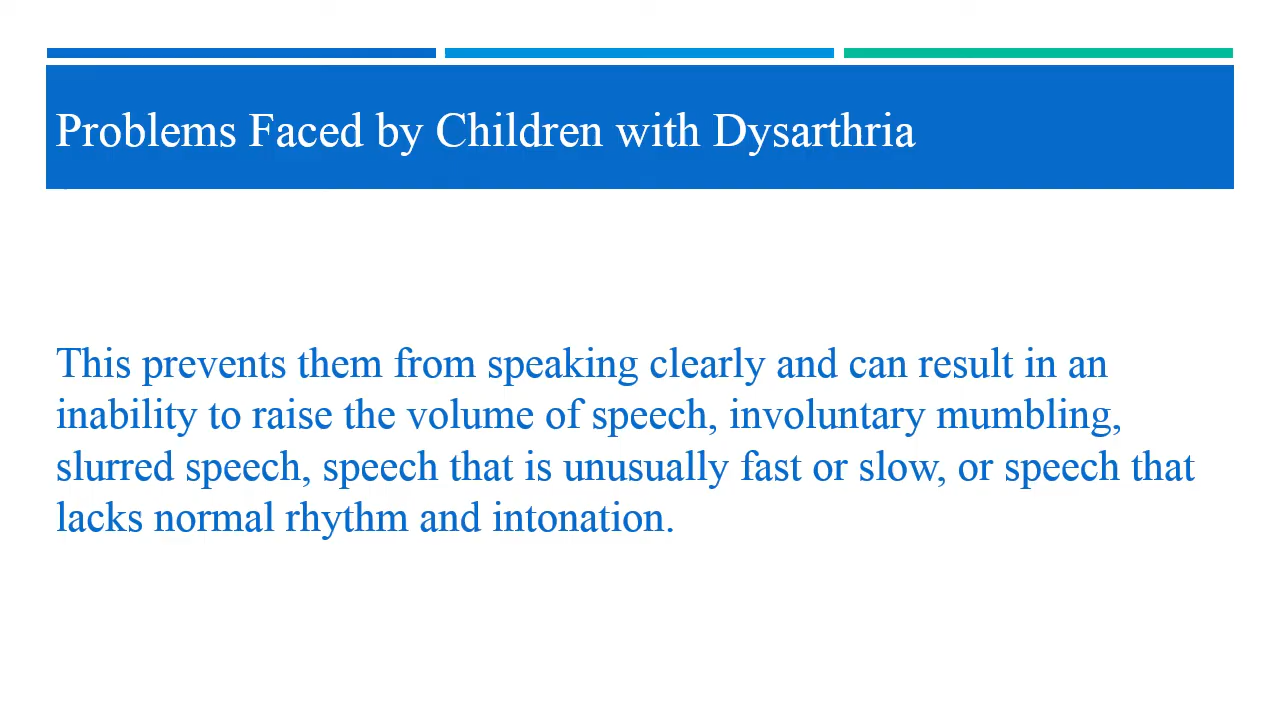 Problems Faced by Children with Dysarthria
This prevents them from speaking clearly and can result in an
inability to raise the volume of speech, involuntary mumbling,
slurred speech, speech that is unusually fast or slow, or speech that
lacks normal rhythm and intonation.